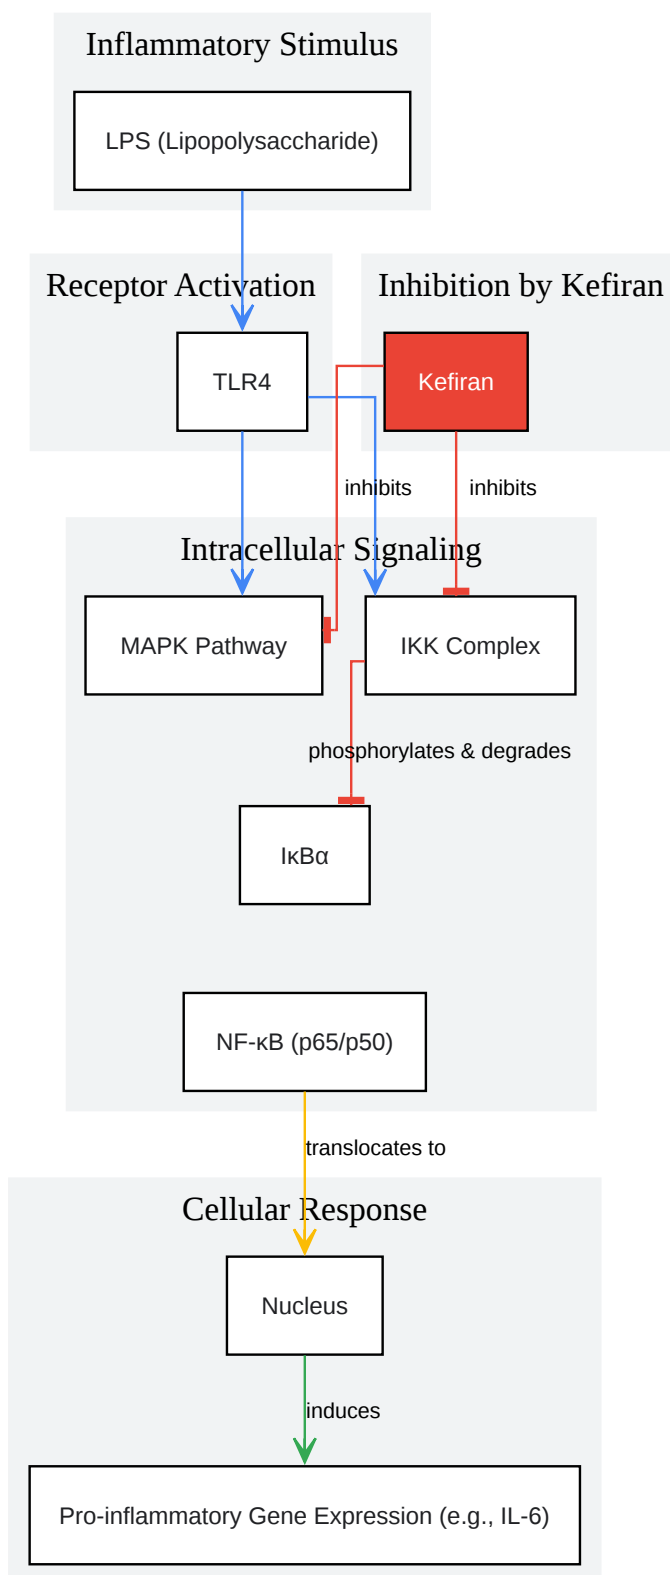 Inflammatory Stimulus
LPS (Lipopolysaccharide)
Receptor Activation
Inhibition by Kefiran
TLR4
Kefiran
inhibits
inhibits
Intracellular Signaling
MAPK Pathway
IKK Complex
phosphorylates & degrades
IκBα
NF-κB (p65/p50)
translocates to
Cellular Response
Nucleus
induces
Pro-inflammatory Gene Expression (e.g., IL-6)